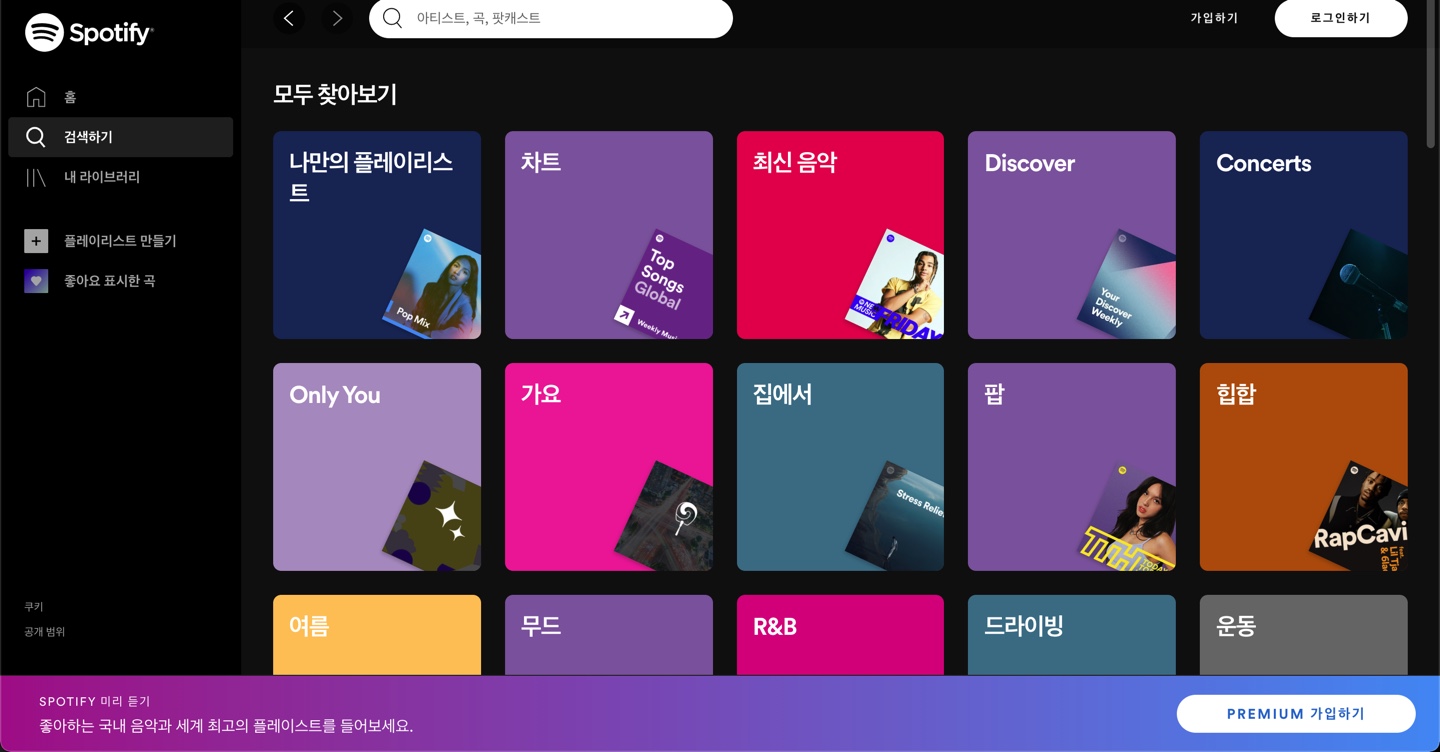 Spotify
아티스트, 곡, 팟캐스트
가입하기
로그인하기
홈
검색하기
내 라이브러리
플레이리스트 만들기
좋아요 표시한 곡
쿠키
공개 범위
모두 찾아보기
나만의 플레이리스
트
Pop Mix
차트
Top
Songs
Global
Weekly Musi
최신 음악
NE
MUSIC
FRIDAY
Discover
Your
Discover
Weekly
Concerts
Only You
가요
집에서
Stress Relie
팝
힙합
RapCavi
여름
무드
R&B
드라이빙
운동
SPOTIFY 미리 듣기
좋아하는 국내 음악과 세계 최고의 플레이스트를 들어보세요.
PREMIUM 가입하기